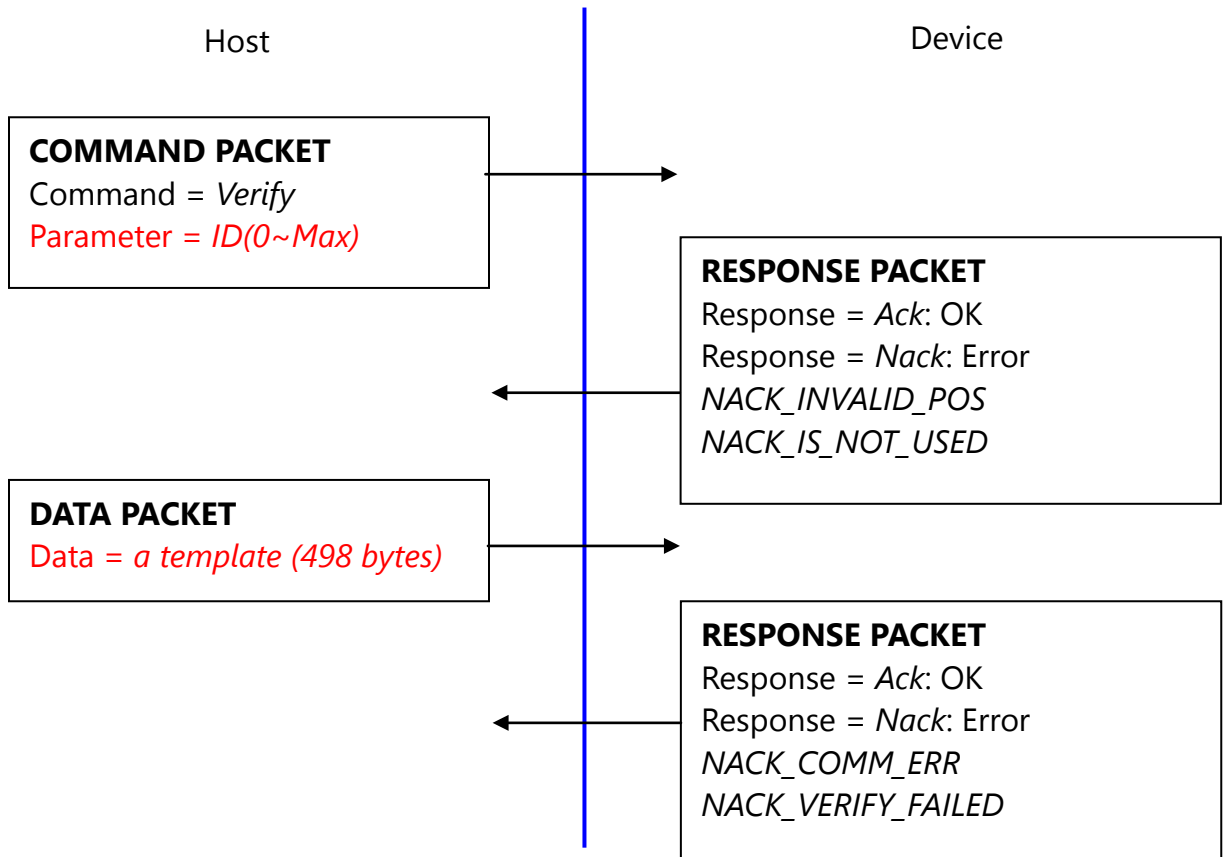 Host
Device
COMMAND PACKET
Command = Verify
Parameter = ID(0~Max)
RESPONSE PACKET
Response = Ack: OK
Response = Nack: Error
NACK_INVALID_POS
NACK_IS_NOT_USED
DATA PACKET
Data = a template (498 bytes)
RESPONSE PACKET
Response = Ack: OK
Response = Nack: Error
NACK_COMM_ERR
NACK_VERIFY_FAILED